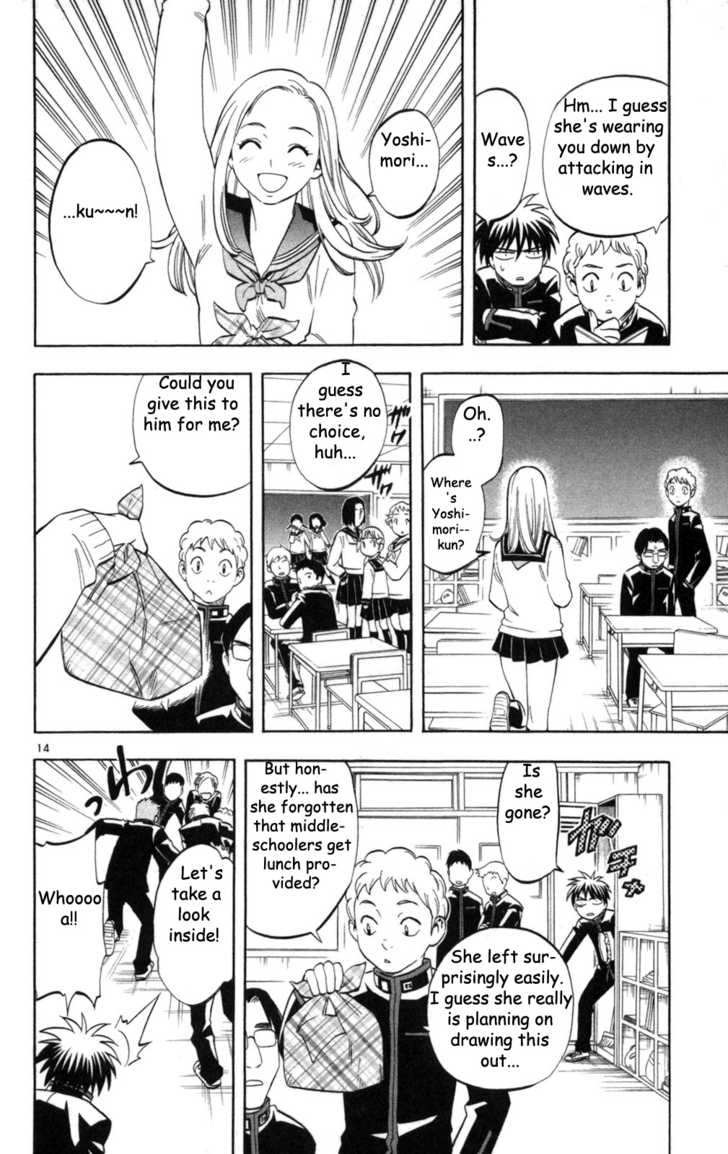 Hm... I guess
she's wearing
you down by
attacking in
waves.
Wave
s...?
Yoshi-
mori...
...ku~~~n!
Oh.
..?
Where
's
Yoshi-
mori--
kun?
I
guess
there's no
choice,
huh...
Could you
give this to
him for me?
14
Is
she
gone?
ガチャ
She left sur-
prisingly easily.
I guess she really
is planning on
drawing this
out...
But hon-
estly... has
she forgotten
that middle-
schoolers get
lunch pro-
vided?
Let's
take a
look
inside!
Whoooo
a!!